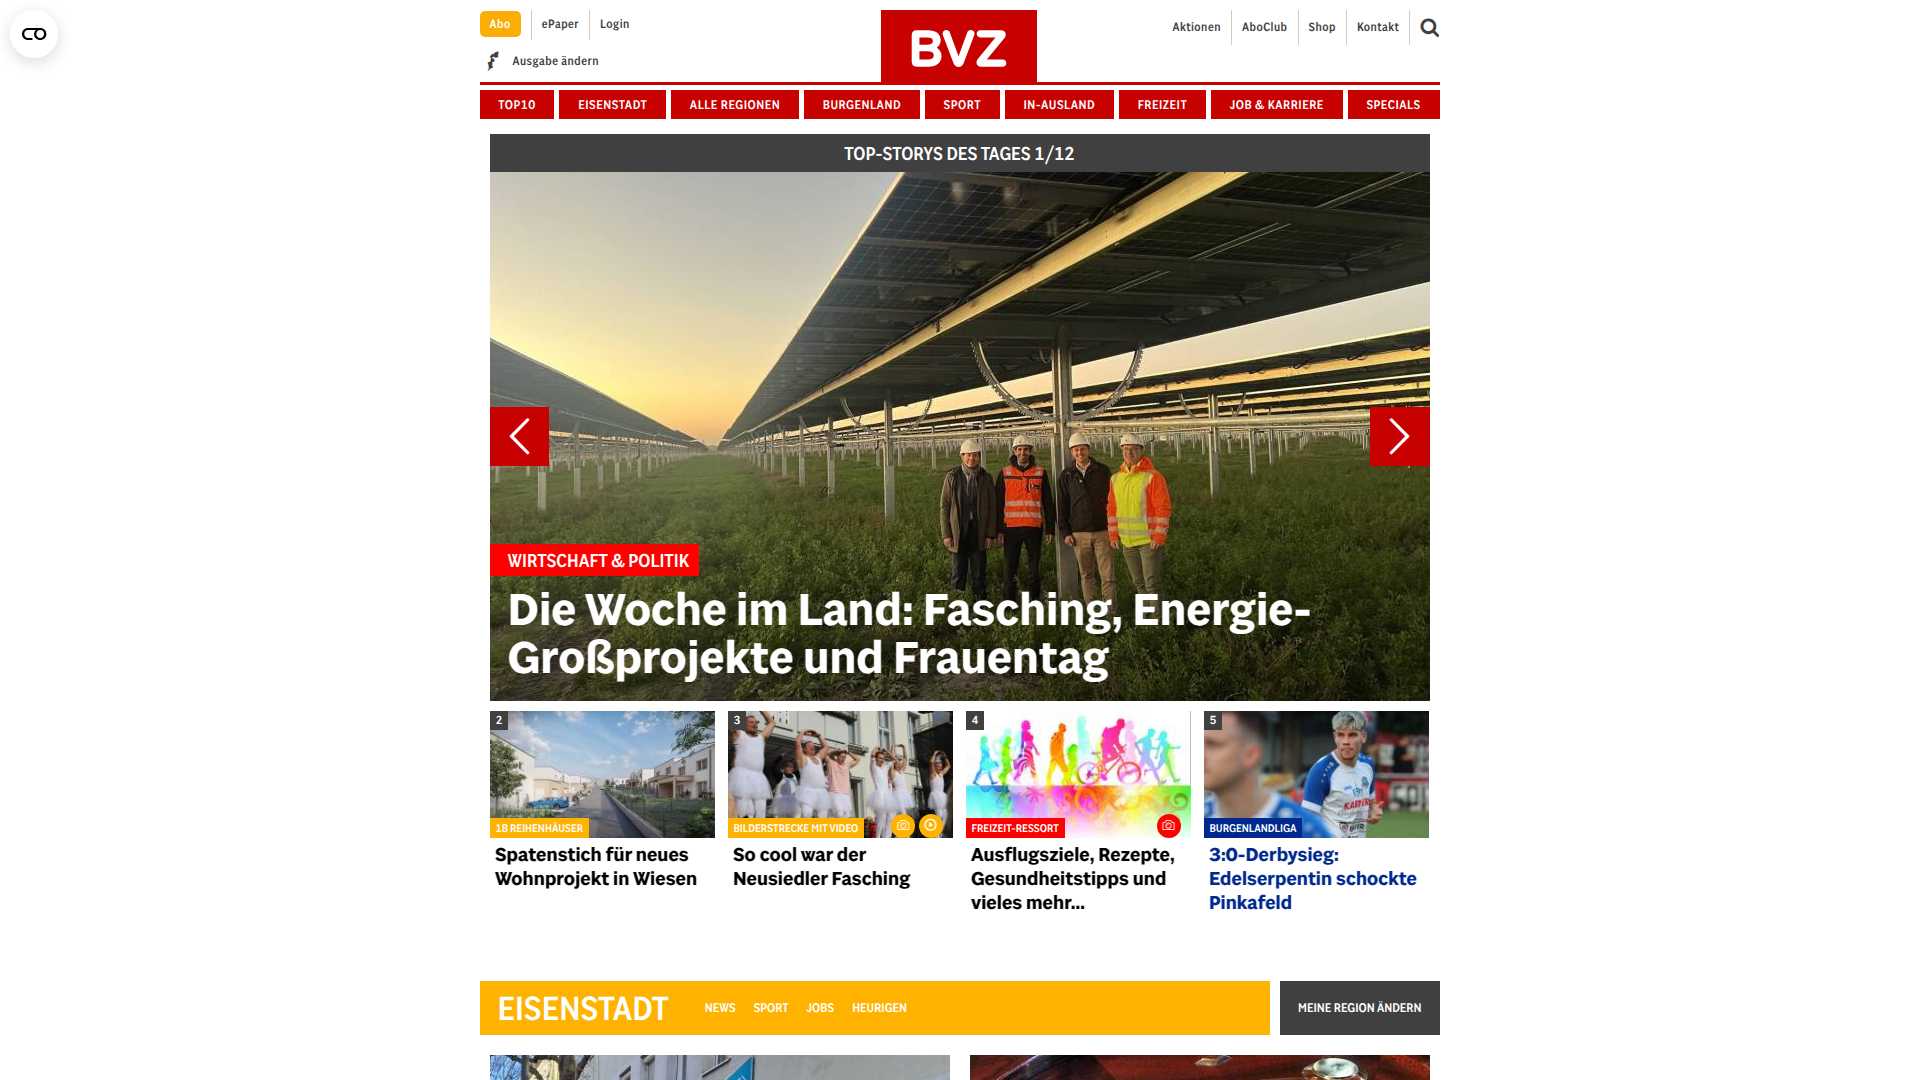 Abo
ePaper
Login
Ausgabe ändern
BVZ
Aktionen
AboClub
Shop
Kontakt
TOP10
EISENSTADT
ALLE REGIONEN
BURGENLAND
SPORT
IN-AUSLAND
FREIZEIT
JOB & KARRIERE
SPECIALS
TOP-STORYS DES TAGES 1/12
WIRTSCHAFT & POLITIK
Die Woche im Land: Fasching, Energie-
Großprojekte und Frauentag
2
18 REIHENHÄUSER
Spatenstich für neues
Wohnprojekt in Wiesen
3
BILDERSTRECKE MIT VIDEO
So cool war der
Neusiedler Fasching
4
FREIZEIT-RESSORT
Ausflugsziele, Rezepte,
Gesundheitstipps und
vieles mehr...
5
BURGENLANDLIGA
3:0-Derbysieg:
Edelserpentin schockte
Pinkafeld
EISENSTADT
NEWS
SPORT
JOBS
HEURIGEN
MEINE REGION ÄNDERN